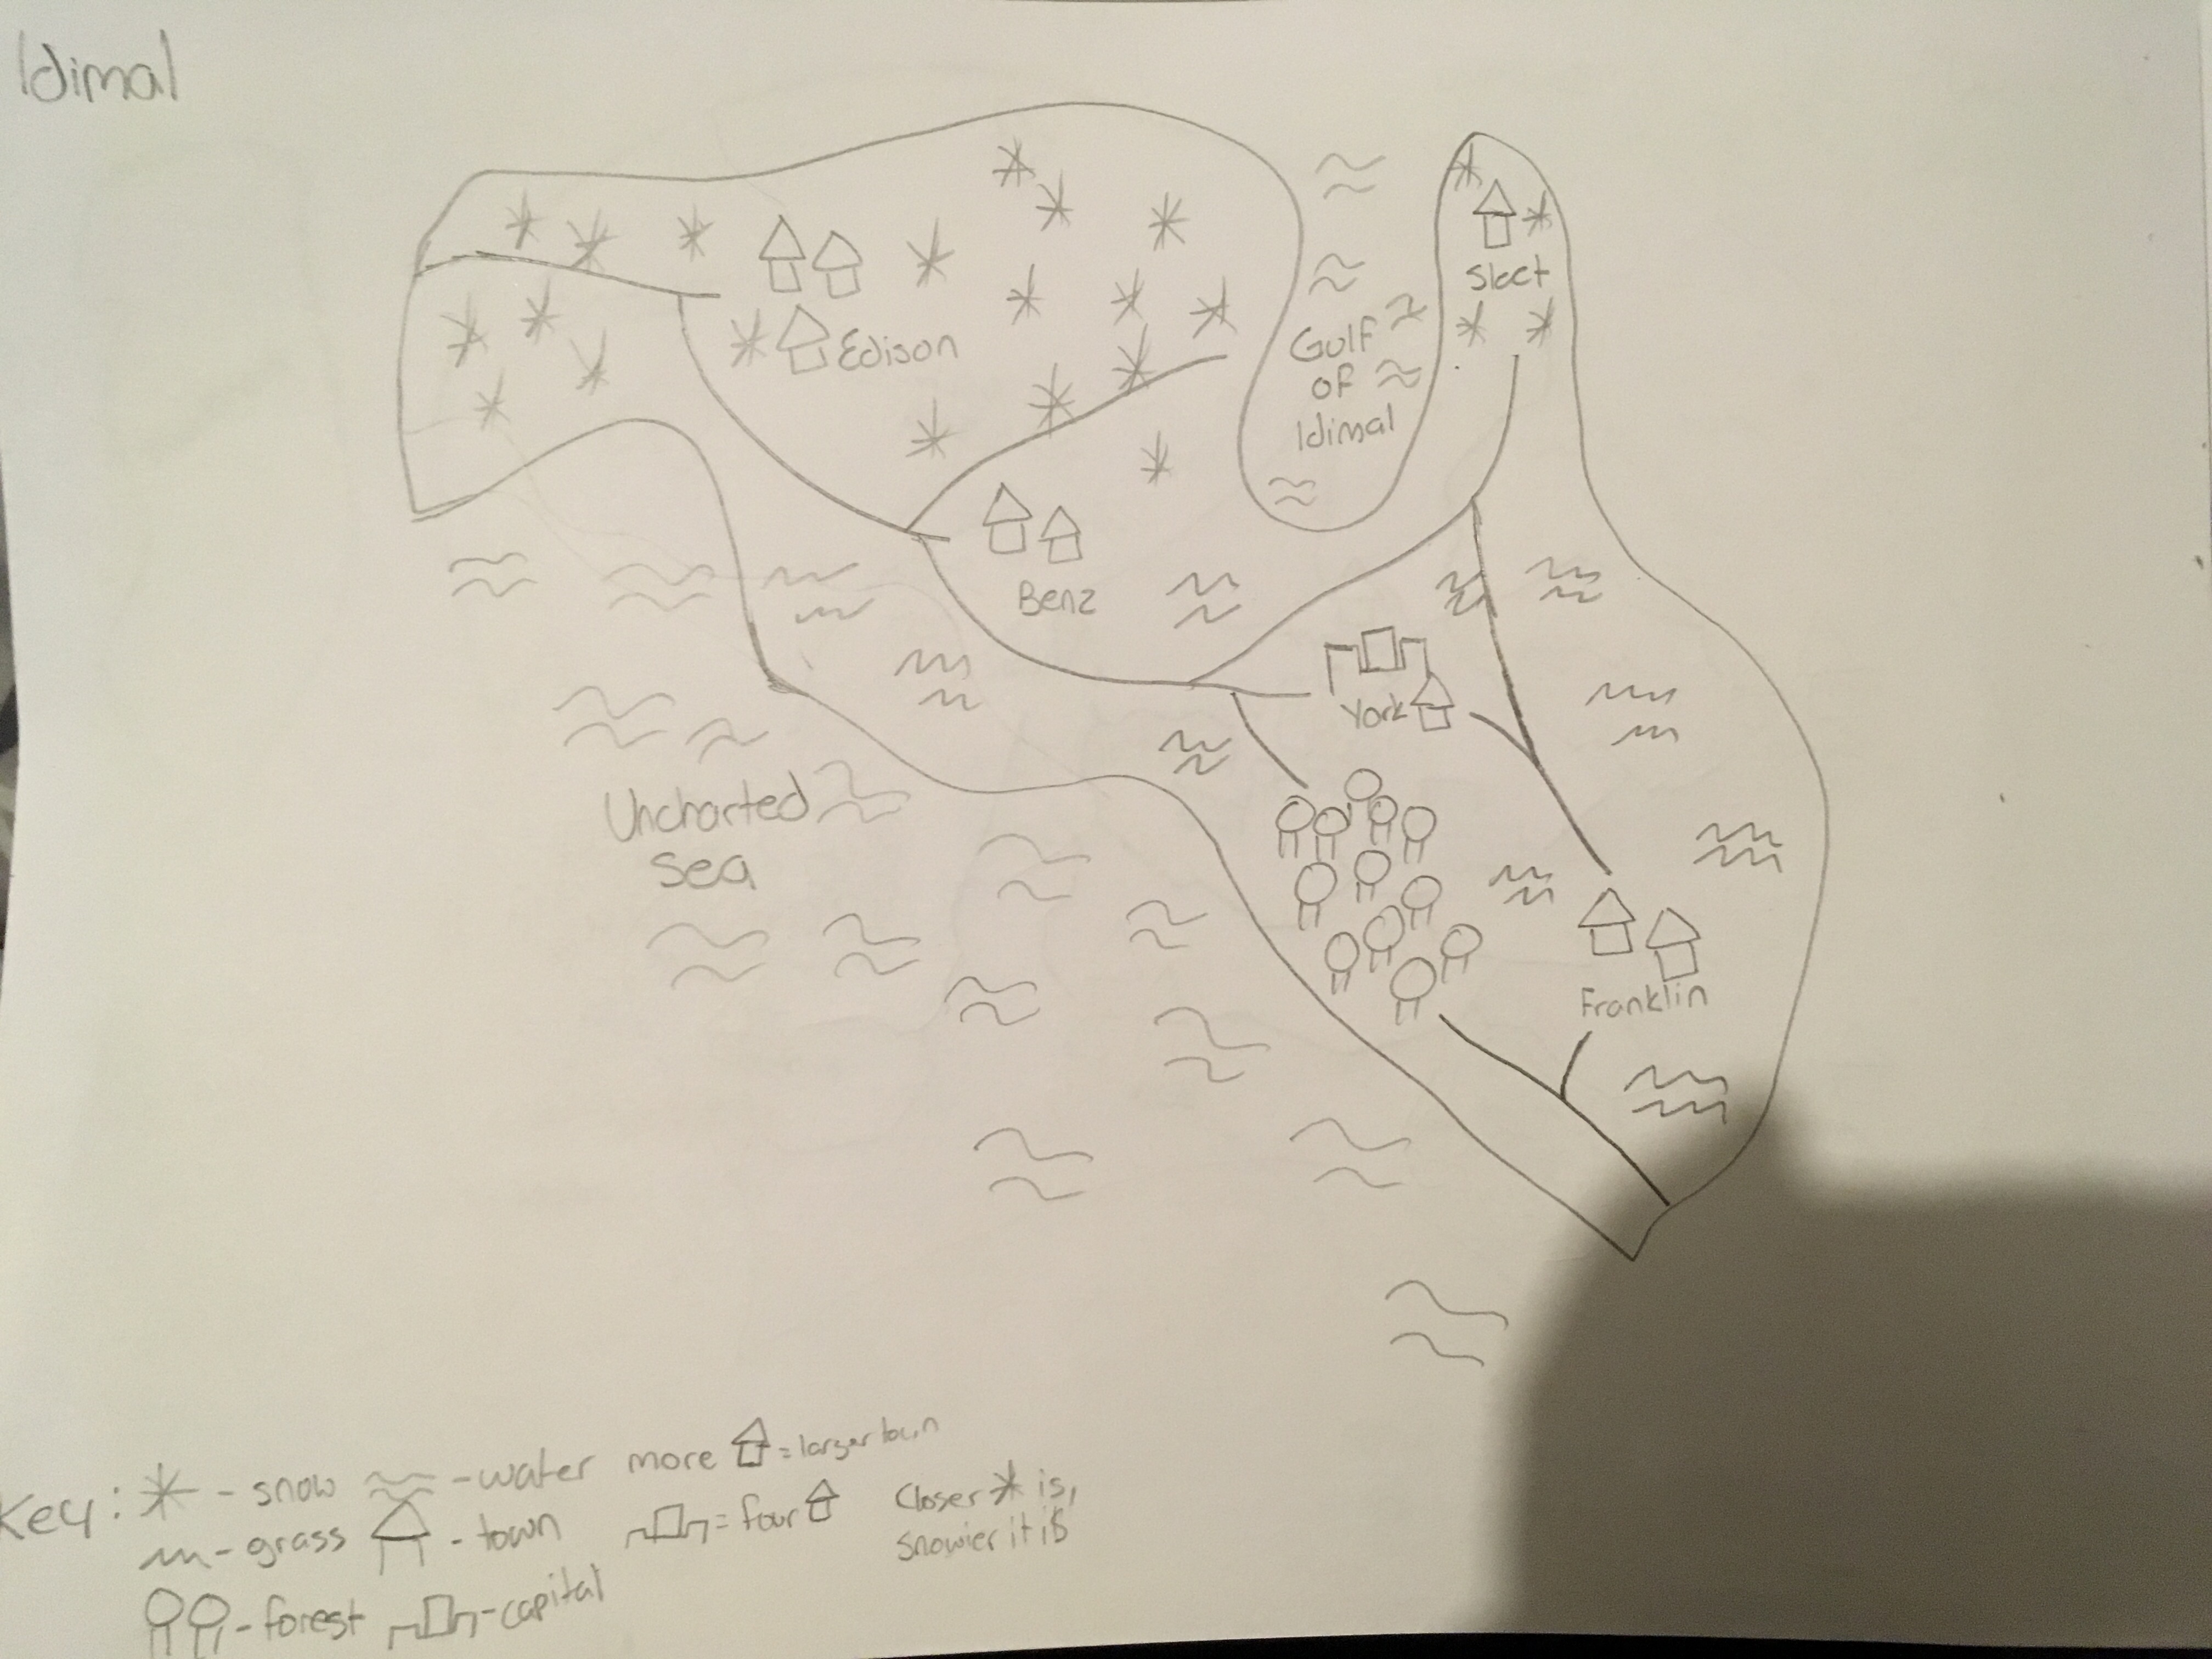 Idimal
Sleet
Edison
Gulf
of
Idimal
Benz
York
Uncharted
sea
Franklin
Key: - snow - water more = larger town
- grass - town = four Closer is,
snowier it is
- forest - capital